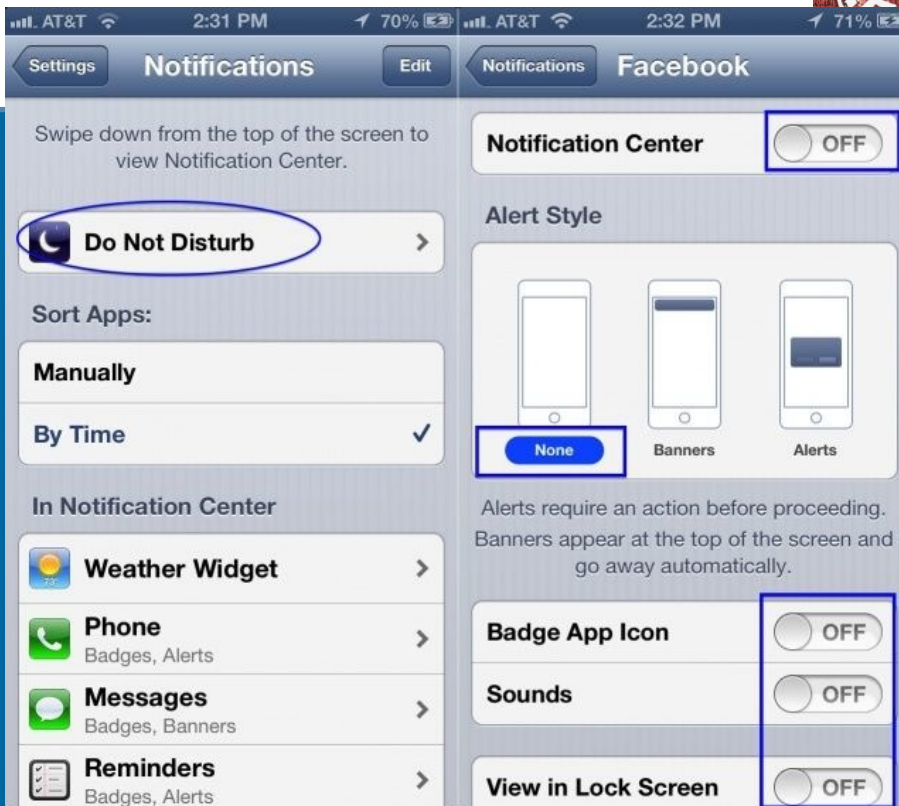 AT&T 2:31 PM 70%
Settings Notifications Edit
Swipe down from the top of the screen to
view Notification Center.
Do Not Disturb
Sort Apps:
Manually
By Time
In Notification Center
73°
Weather Widget
Phone
Badges, Alerts
Messages
Badges, Banners
Reminders
Badges, Alerts
AT&T 2:32 PM 71%
Notifications Facebook
Notification Center OFF
Alert Style
None Banners Alerts
Alerts require an action before proceeding.
Banners appear at the top of the screen and
go away automatically.
Badge App Icon OFF
Sounds OFF
View in Lock Screen OFF